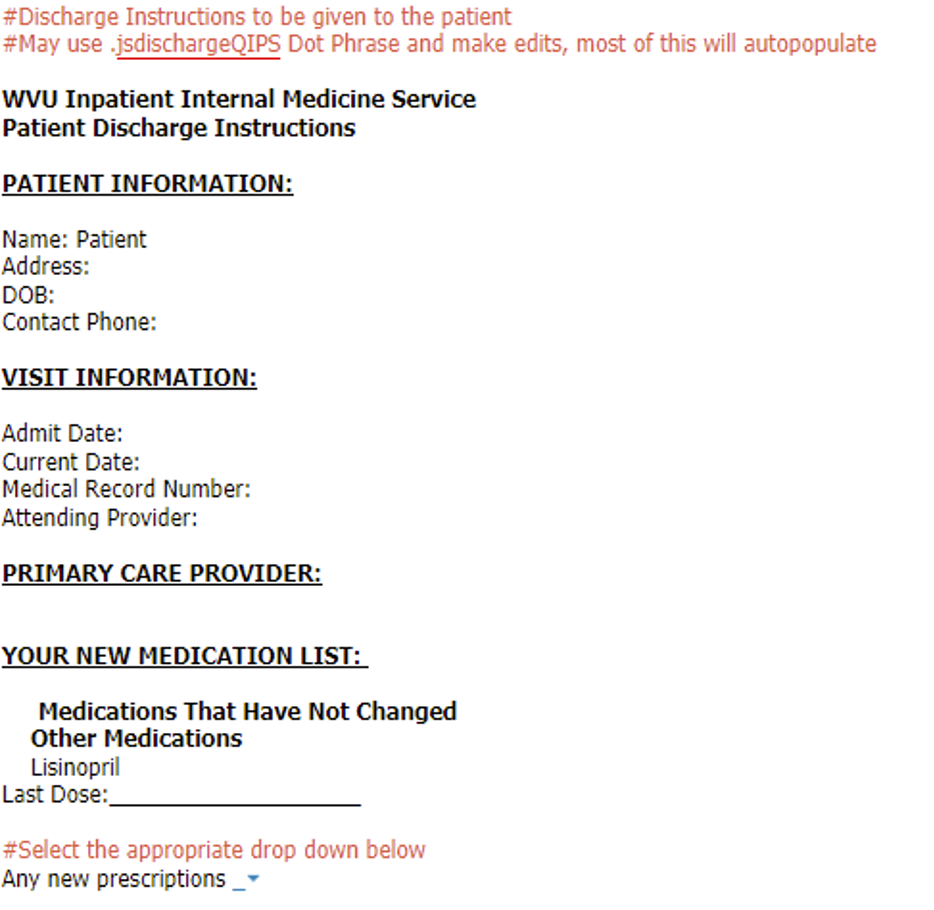 #Discharge Instructions to be given to the patient
#May use .jsdischargeQIPS Dot Phrase and make edits, most of this will autopopulate
WVU Inpatient Internal Medicine Service
Patient Discharge Instructions
PATIENT INFORMATION:
Name: Patient
Address:
DOB:
Contact Phone:
VISIT INFORMATION:
Admit Date:
Current Date:
Medical Record Number:
Attending Provider:
PRIMARY CARE PROVIDER:
YOUR NEW MEDICATION LIST:
Medications That Have Not Changed
Other Medications
Lisinopril
Last Dose:____________________
#Select the appropriate drop down below
Any new prescriptions _